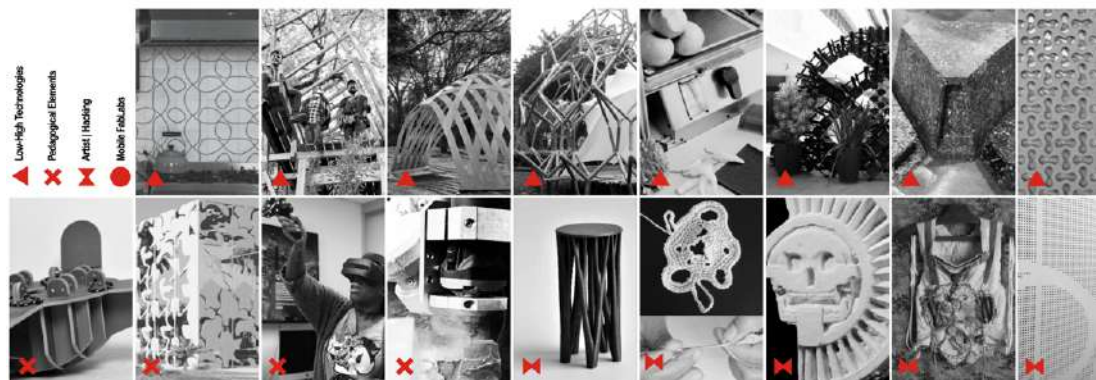 Low-High Technologies
Pedagogical Elements
Artist | Hacking
Mobile FabLabs